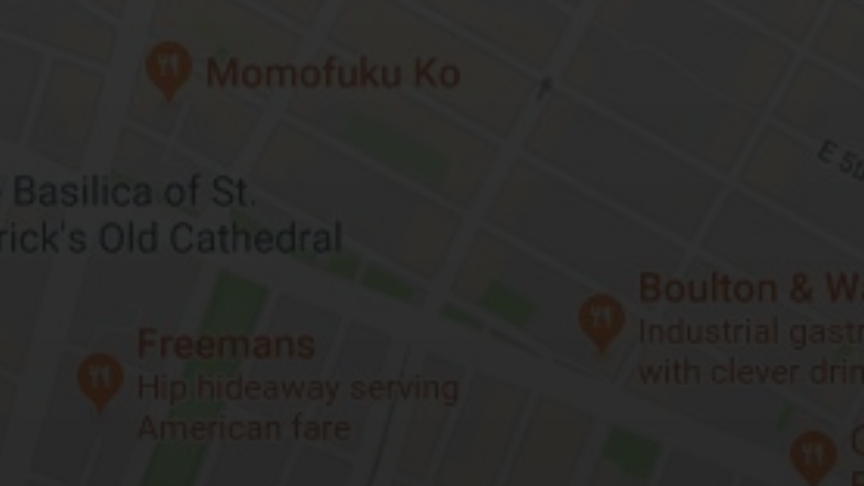 Momofuku Ko
E 5
Basilica of St.
rick's Old Cathedral
Boulton & W
Industrial gast
with clever drin
Freemans
Hip hideaway serving
American fare